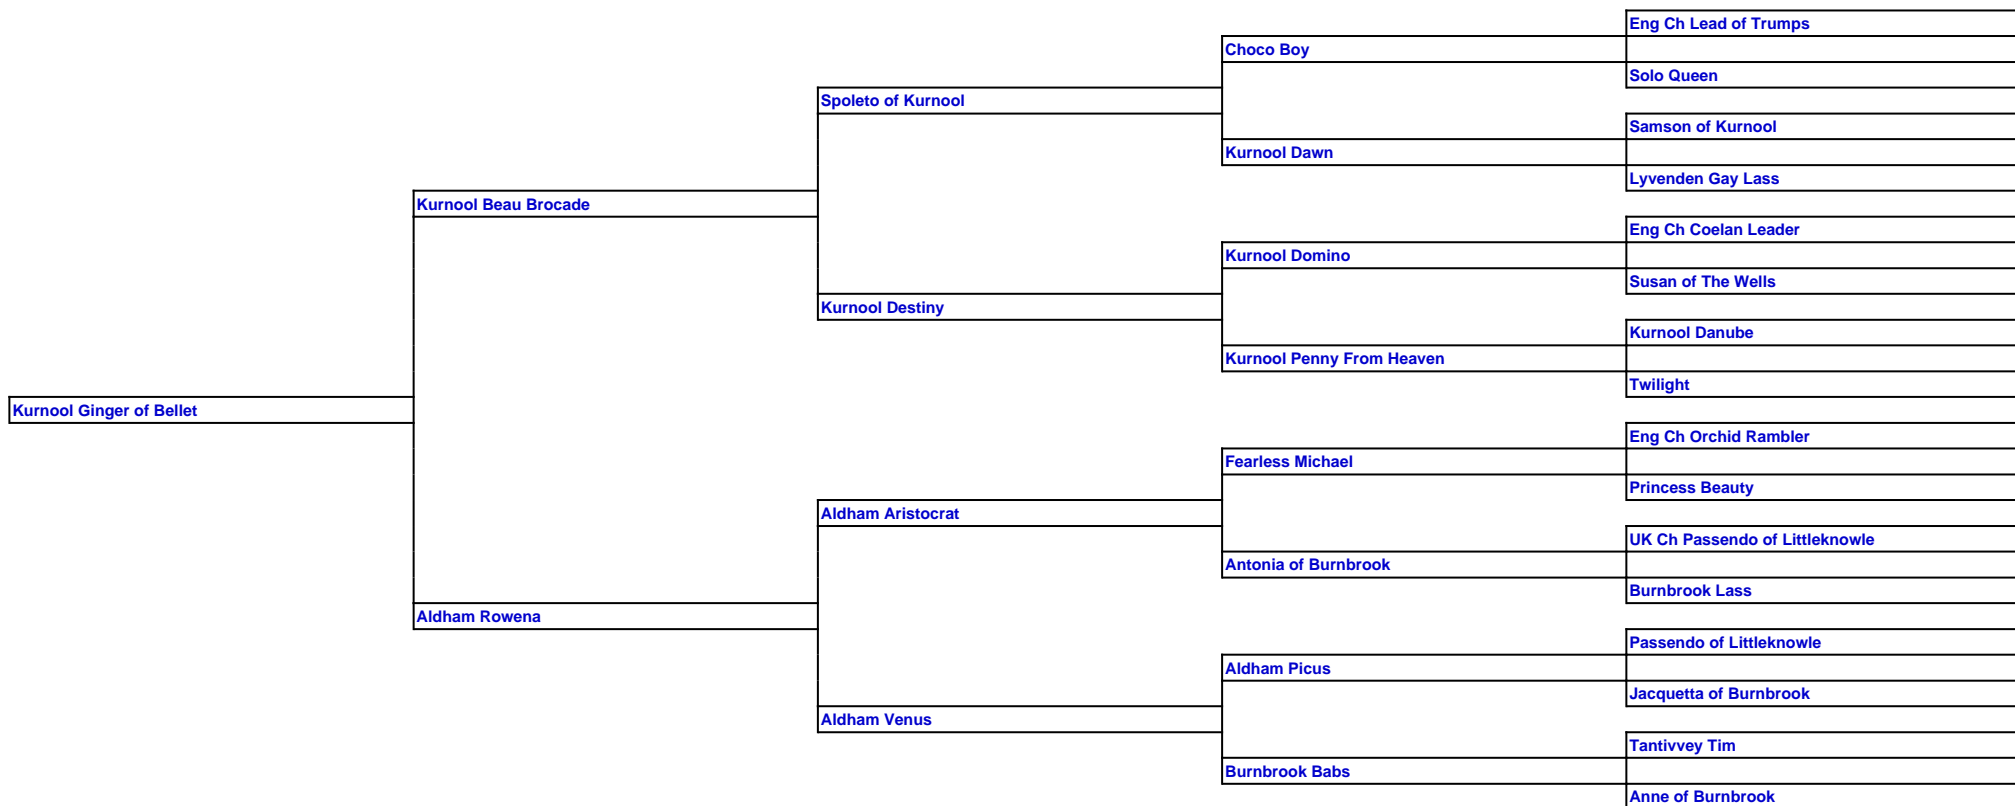 Eng Ch Lead of Trumps
Choco Boy
Solo Queen
Spoleto of Kurnool
Samson of Kurnool
Kurnool Dawn
Lyvenden Gay Lass
Kurnool Beau Brocade
Eng Ch Coelan Leader
Kurnool Domino
Susan of The Wells
Kurnool Destiny
Kurnool Danube
Kurnool Penny From Heaven
Twilight
Kurnool Ginger of Bellet
Eng Ch Orchid Rambler
Fearless Michael
Princess Beauty
Aldham Aristocrat
UK Ch Passendo of Littleknowle
Antonia of Burnbrook
Burnbrook Lass
Aldham Rowena
Passendo of Littleknowle
Aldham Picus
Jacquetta of Burnbrook
Aldham Venus
Tantivvey Tim
Burnbrook Babs
Anne of Burnbrook